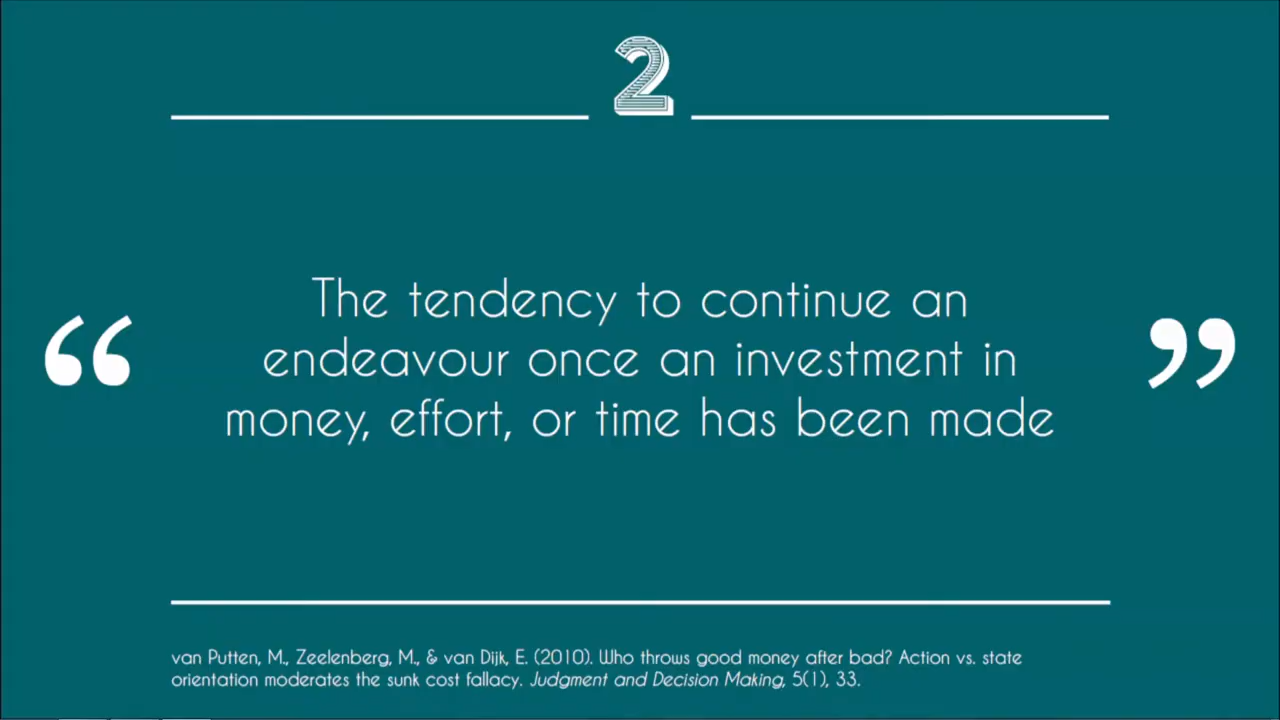 2
“ The tendency to continue an
endeavour once an investment in
money, effort, or time has been made ”
van Putten, M., Zeelenberg, M., & van Dijk, E. (2010). Who throws good money after bad? Action vs. state
orientation moderates the sunk cost fallacy. Judgment and Decision Making, 5(1), 33.